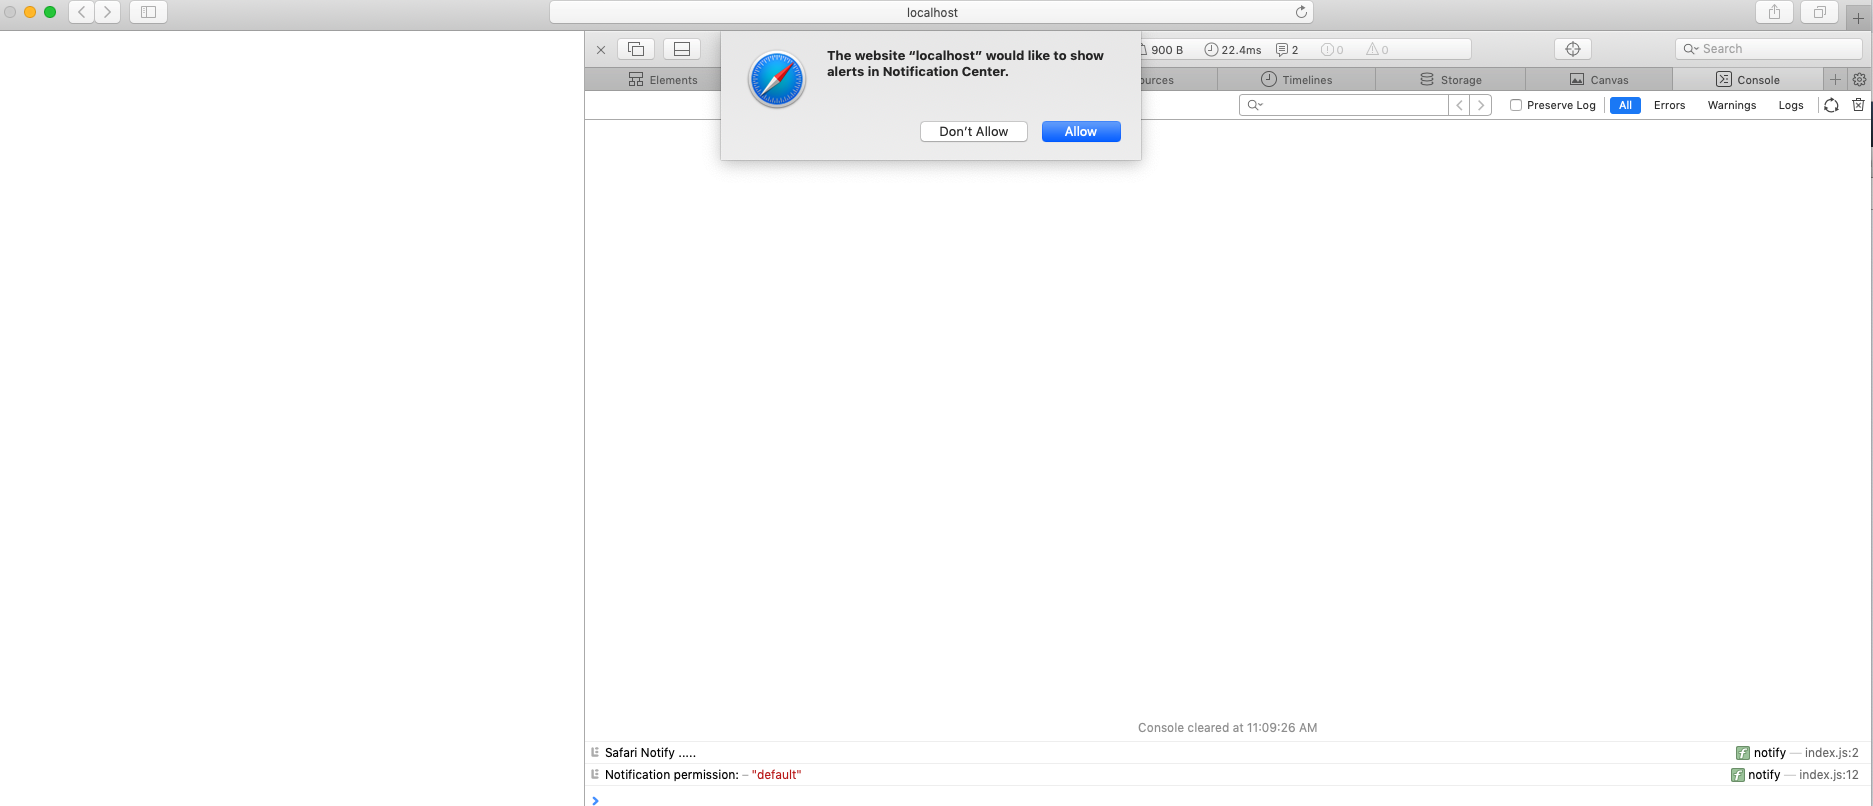 localhost
The website “localhost” would like to show
alerts in Notification Center.
Don’t Allow
Allow
900 B
22.4ms
2
0
0
Search
Elements
Timelines
Storage
Canvas
Console
Preserve Log
All
Errors
Warnings
Logs
Console cleared at 11:09:26 AM
Safari Notify .....
f notify — index.js:2
Notification permission: – "default"
f notify — index.js:12